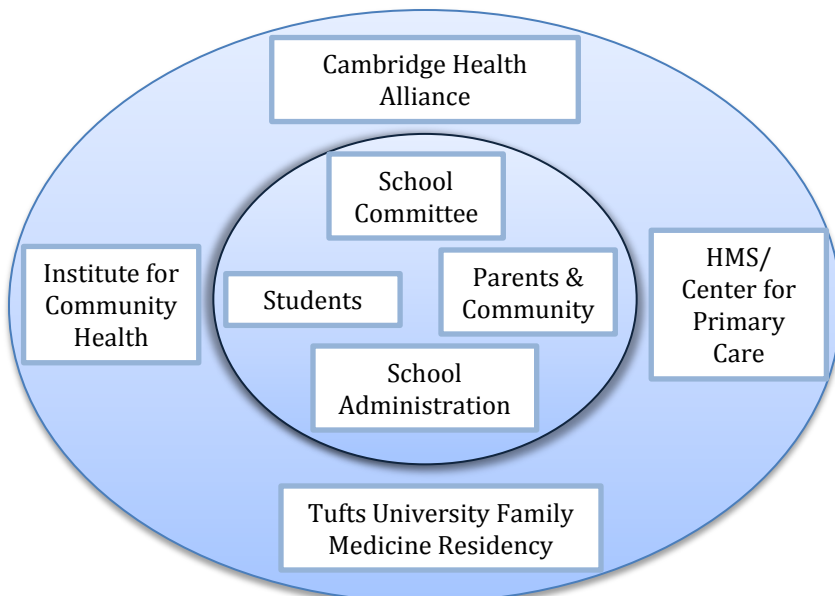 Cambridge Health
Alliance
School
Committee
Institute for
Community
Health
Students
Parents &
Community
HMS/
Center for
Primary
Care
School
Administration
Tufts University Family
Medicine Residency